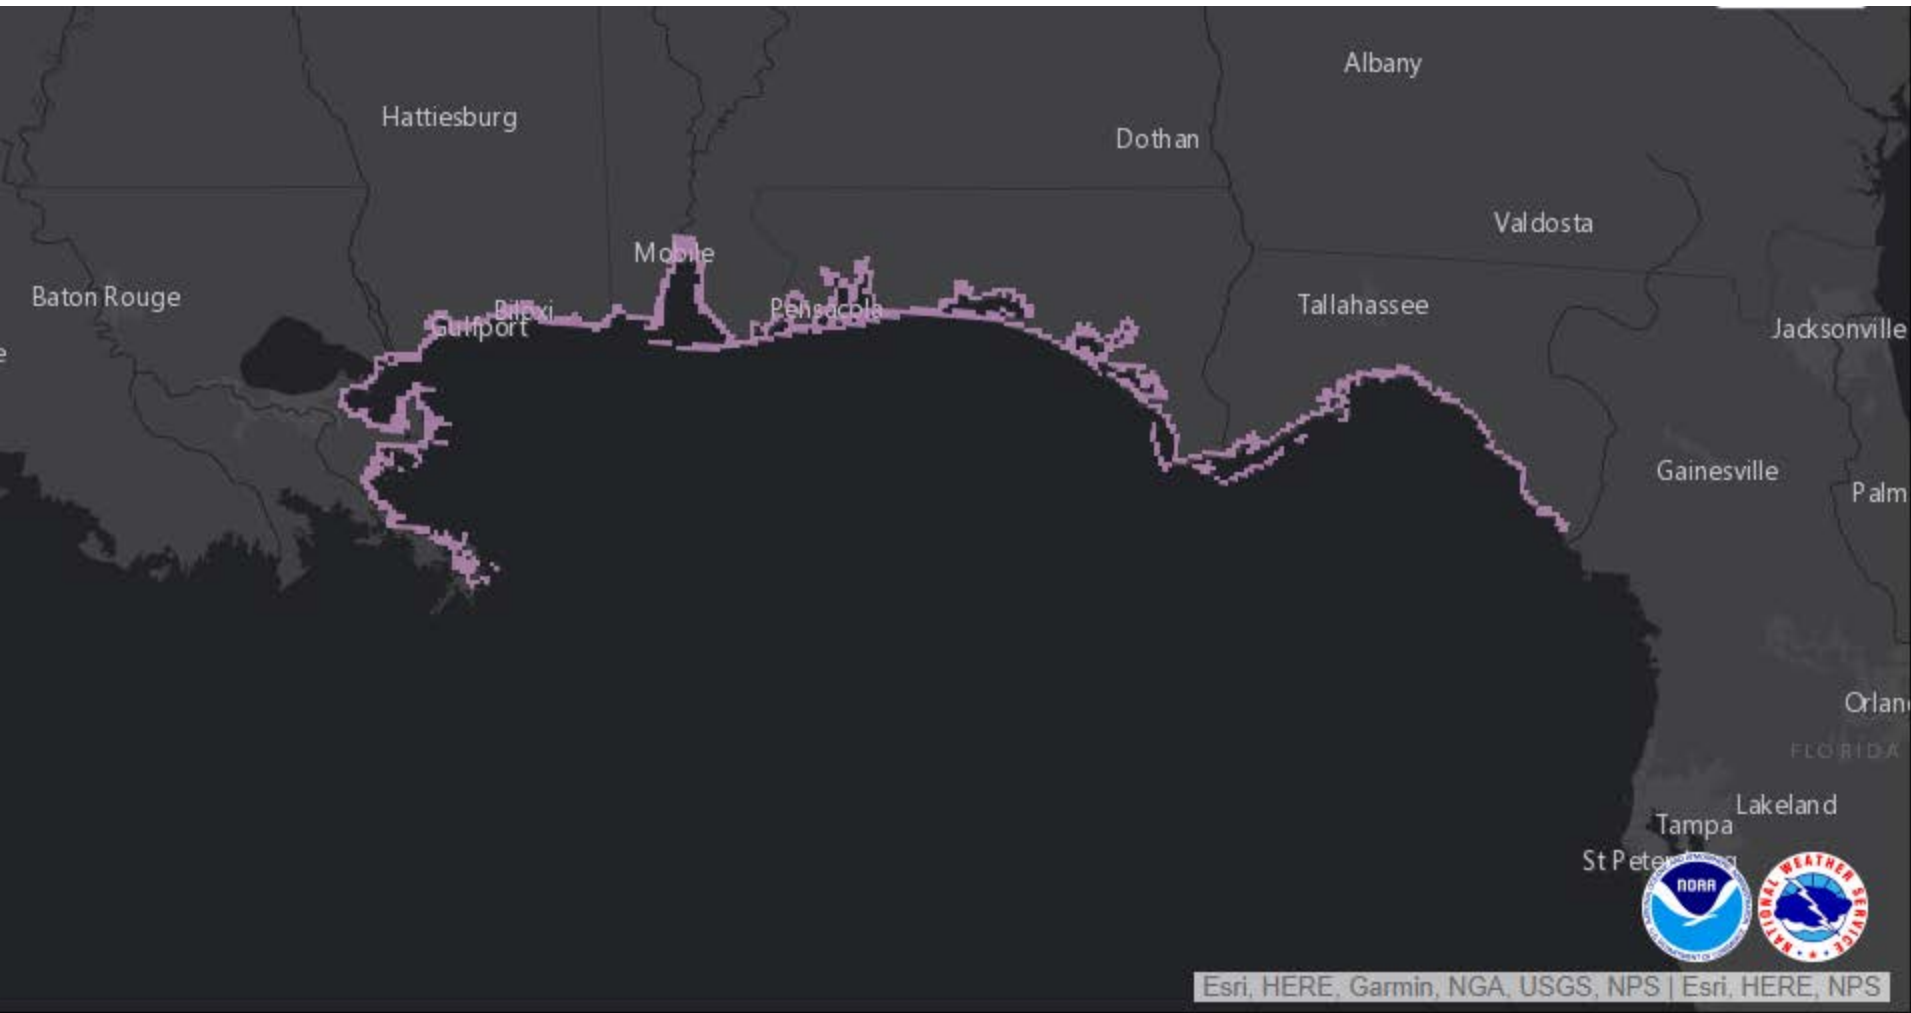 Albany
Hattiesburg
Dothan
Valdosta
Mobile
Baton Rouge
Biloxi
Pensacola
Tallahassee
Gulfport
Jacksonville
e
Gainesville
Palm
Orlan
FLORIDA
Lakeland
Tampa
St Petersburg
NOAA
NATIONAL WEATHER SERVICE
Esri, HERE, Garmin, NGA, USGS, NPS | Esri, HERE, NPS